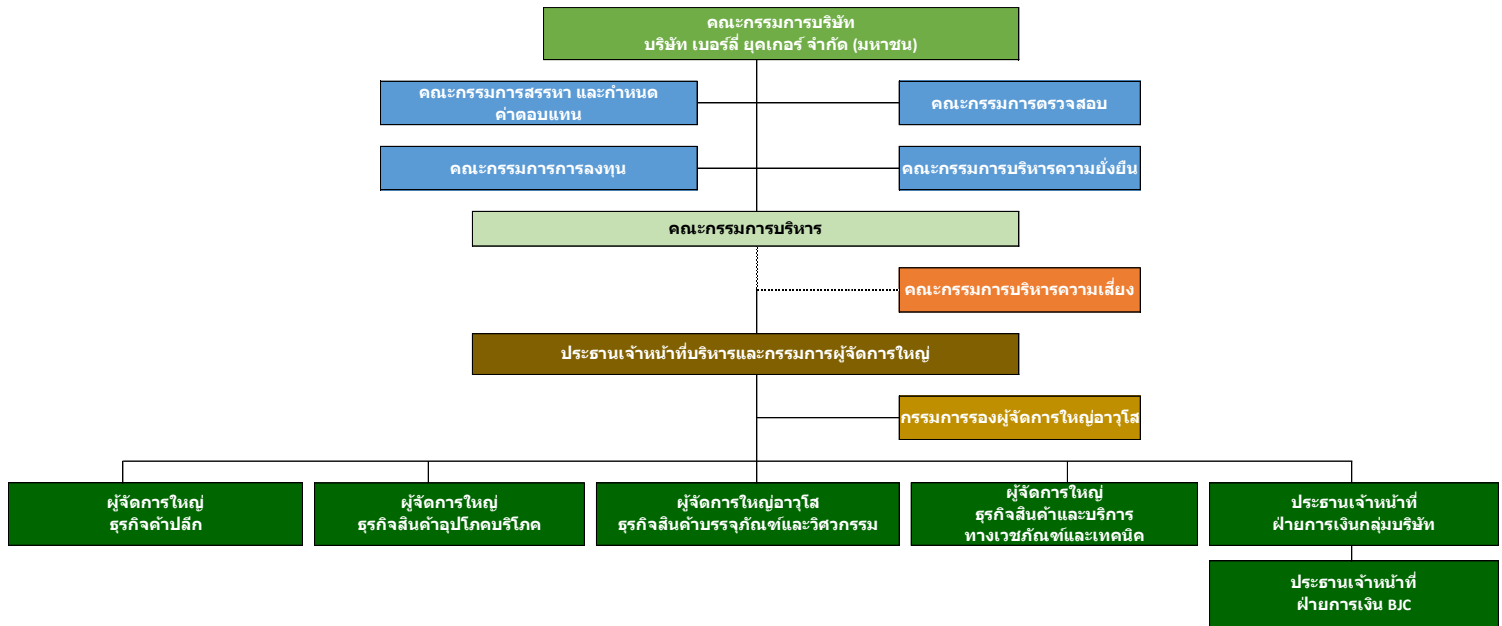 คณะกรรมการบริษัท
บริษัท เบอร์ลี่ ยุคเกอร์ จำกัด (มหาชน)
คณะกรรมการสรรหา และกำหนด
ค่าตอบแทน
คณะกรรมการตรวจสอบ
คณะกรรมการการลงทุน
คณะกรรมการบริหารความยั่งยืน
คณะกรรมการบริหาร
คณะกรรมการบริหารความเสี่ยง
ประธานเจ้าหน้าที่บริหารและกรรมการผู้จัดการใหญ่
กรรมการรองผู้จัดการใหญ่อาวุโส
ผู้จัดการใหญ่
ธุรกิจค้าปลีก
ผู้จัดการใหญ่
ธุรกิจสินค้าอุปโภคบริโภค
ผู้จัดการใหญ่อาวุโส
ธุรกิจสินค้าบรรจุภัณฑ์และวิศวกรรม
ผู้จัดการใหญ่
ธุรกิจสินค้าและบริการ
ทางเวชภัณฑ์และเทคนิค
ประธานเจ้าหน้าที่
ฝ่ายการเงินกลุ่มบริษัท
ประธานเจ้าหน้าที่
ฝ่ายการเงิน BJC